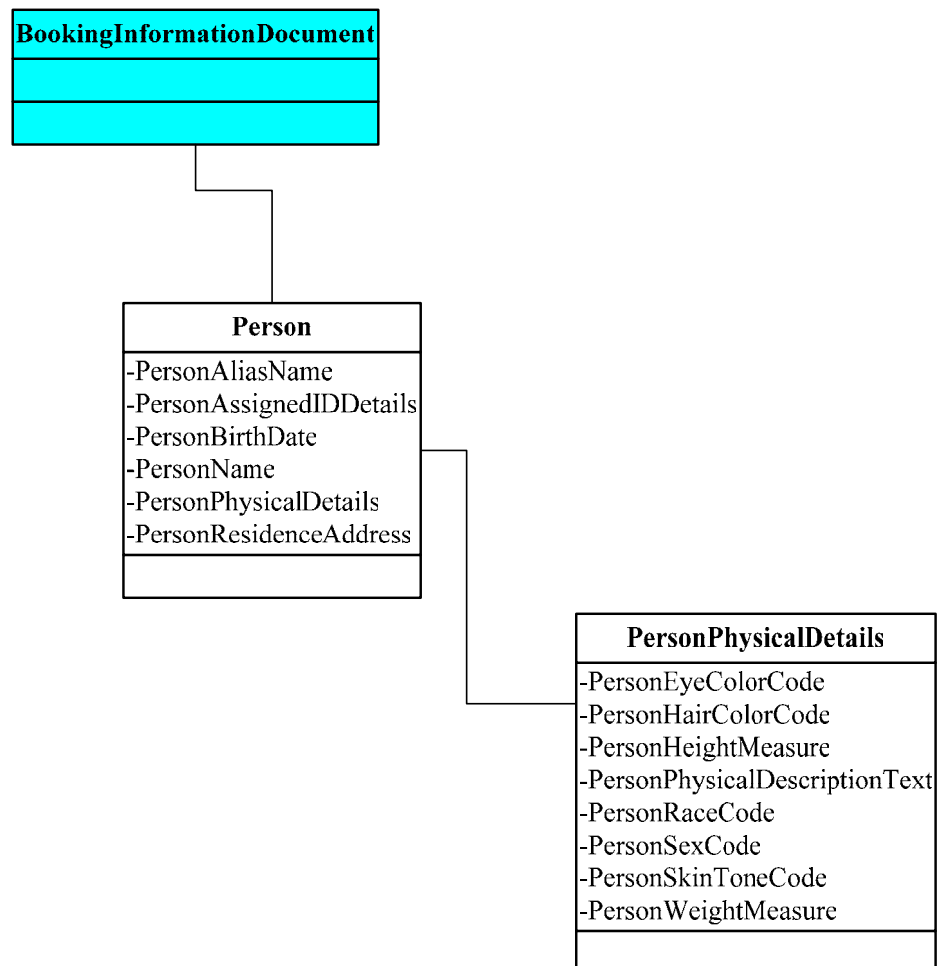 BookingInformationDocument
Person
-PersonAliasName
-PersonAssignedIDDetails
-PersonBirthDate
-PersonName
-PersonPhysicalDetails
-PersonResidenceAddress
PersonPhysicalDetails
-PersonEyeColorCode
-PersonHairColorCode
-PersonHeightMeasure
-PersonPhysicalDescriptionText
-PersonRaceCode
-PersonSexCode
-PersonSkinToneCode
-PersonWeightMeasure